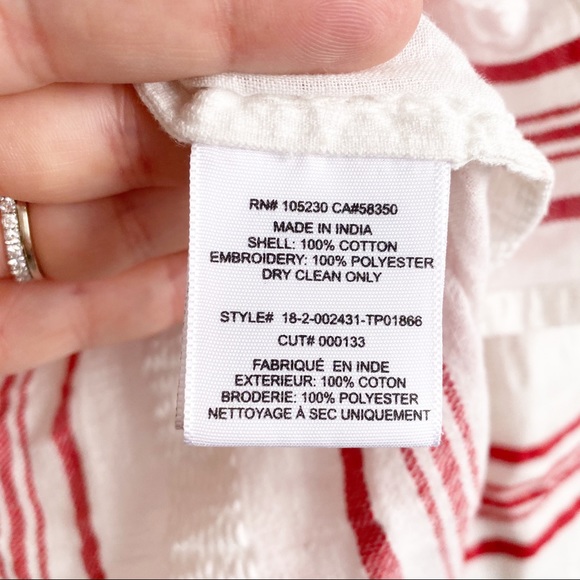 RN# 105230 CA#58350
MADE IN INDIA
SHELL: 100% COTTON
EMBROIDERY: 100% POLYESTER
DRY CLEAN ONLY
STYLE# 18-2-002431-TP01866
CUT# 000133
FABRIQUÉ EN INDE
EXTERIEUR: 100% COTON
BRODERIE: 100% POLYESTER
NETTOYAGE À SEC UNIQUEMENT